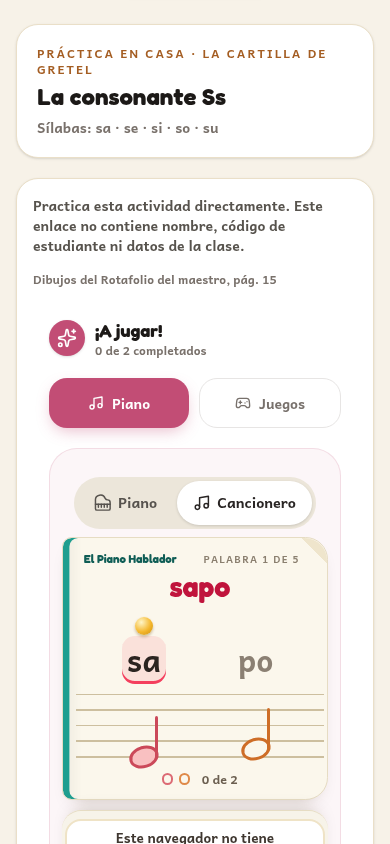 PRÁCTICA EN CASA · LA CARTILLA DE
GRETEL
La consonante Ss
Sílabas: sa · se · si · so · su
Practica esta actividad directamente. Este
enlace no contiene nombre, código de
estudiante ni datos de la clase.
Dibujos del Rotafolio del maestro, pág. 15
¡A jugar!
0 de 2 completados
Piano
Juegos
Piano
Cancionero
El Piano Hablador
PALABRA 1 DE 5
sapo
sa
po
0 de 2
Este navegador no tiene